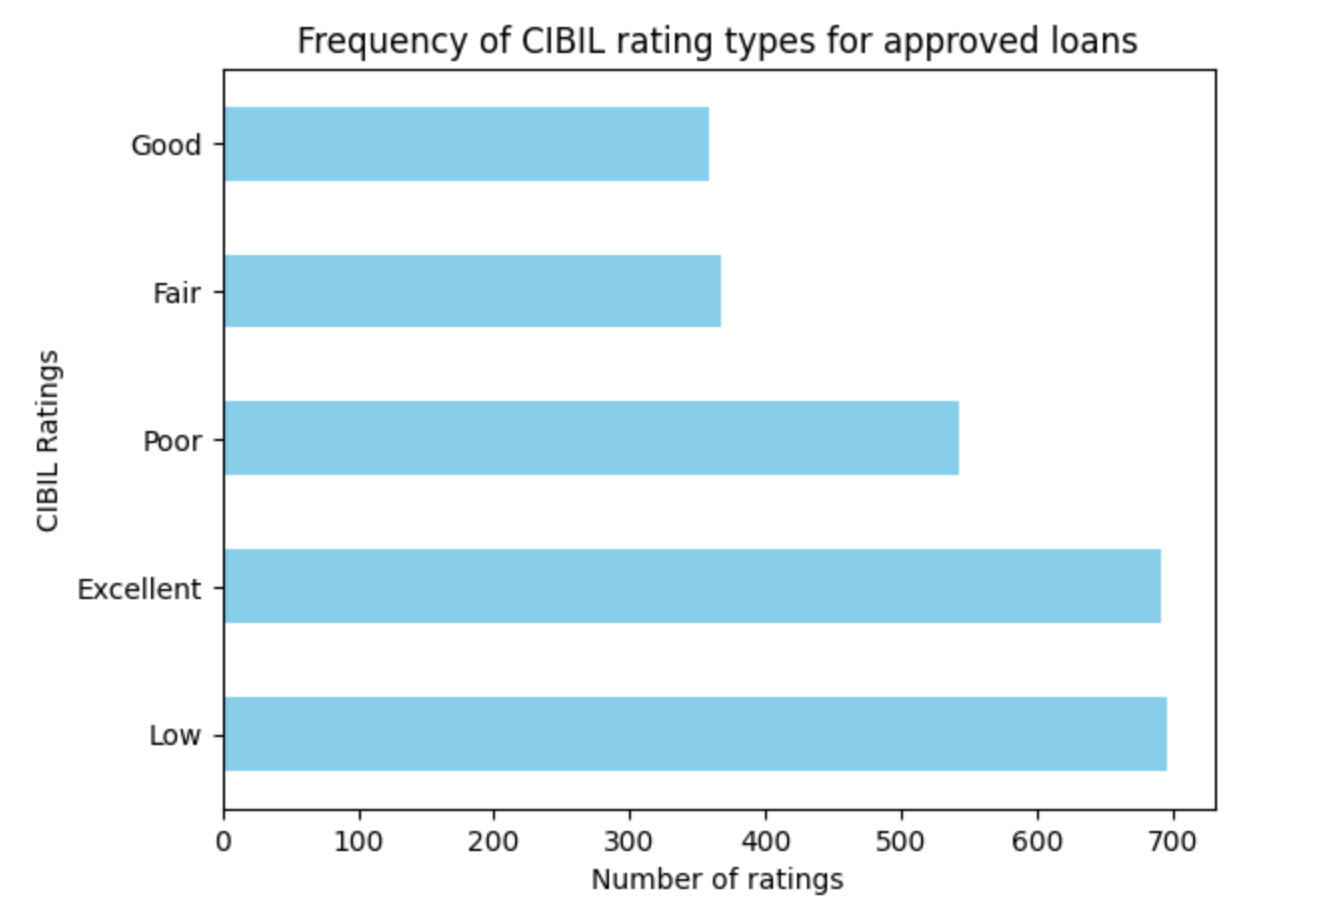 Frequency of CIBIL rating types for approved loans
Good
Fair
Poor
Excellent
Low
CIBIL Ratings
0 100 200 300 400 500 600 700
Number of ratings